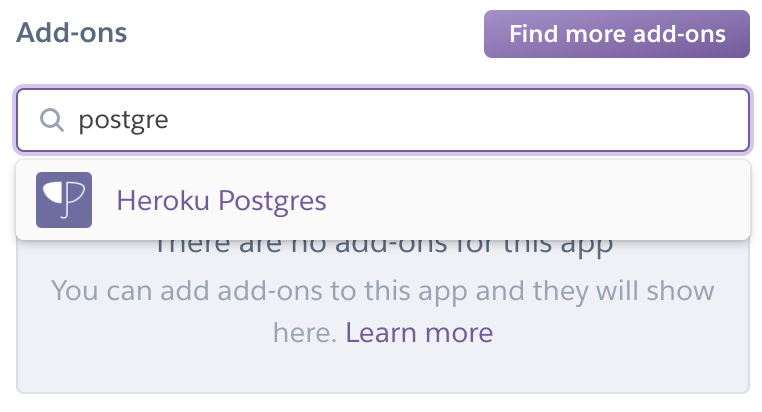 Add-ons
Find more add-ons
postgre
Heroku Postgres
There are no add-ons for this app
You can add add-ons to this app and they will show
here. Learn more